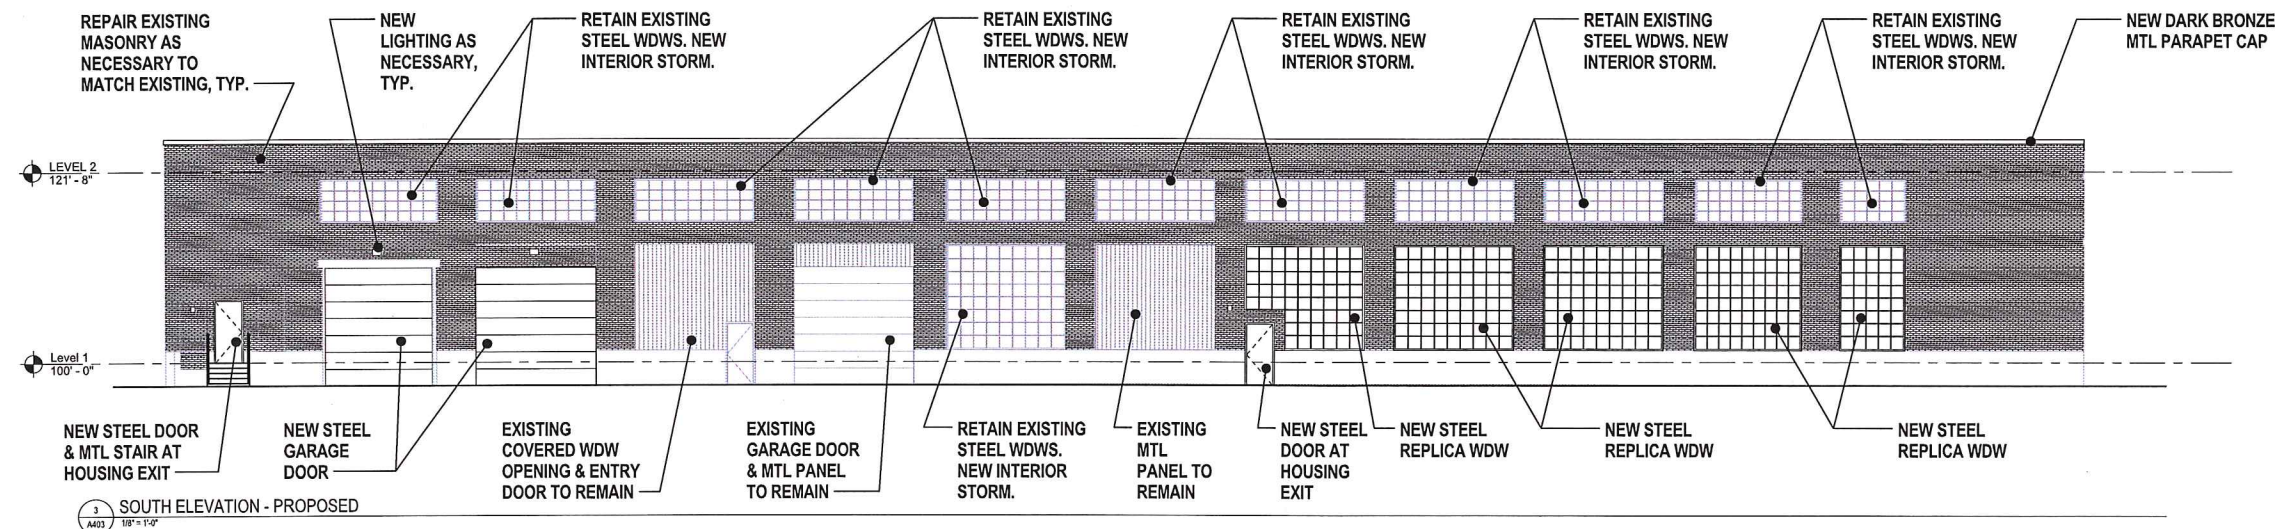 REPAIR EXISTING
MASONRY AS
NECESSARY TO
MATCH EXISTING, TYP.
NEW
LIGHTING AS
NECESSARY,
TYP.
RETAIN EXISTING
STEEL WDWS. NEW
INTERIOR STORM.
RETAIN EXISTING
STEEL WDWS. NEW
INTERIOR STORM.
RETAIN EXISTING
STEEL WDWS. NEW
INTERIOR STORM.
RETAIN EXISTING
STEEL WDWS. NEW
INTERIOR STORM.
RETAIN EXISTING
STEEL WDWS. NEW
INTERIOR STORM.
NEW DARK BRONZE
MTL PARAPET CAP
LEVEL 2
121' - 8"
Level 1
100' - 0"
NEW STEEL DOOR
& MTL STAIR AT
HOUSING EXIT
NEW STEEL
GARAGE
DOOR
EXISTING
COVERED WDW
OPENING & ENTRY
DOOR TO REMAIN
EXISTING
GARAGE DOOR
& MTL PANEL
TO REMAIN
RETAIN EXISTING
STEEL WDWS.
NEW INTERIOR
STORM.
EXISTING
MTL
PANEL TO
REMAIN
NEW STEEL
DOOR AT
HOUSING
EXIT
NEW STEEL
REPLICA WDW
NEW STEEL
REPLICA WDW
NEW STEEL
REPLICA WDW
3
A403
SOUTH ELEVATION - PROPOSED
1/8" = 1'-0"